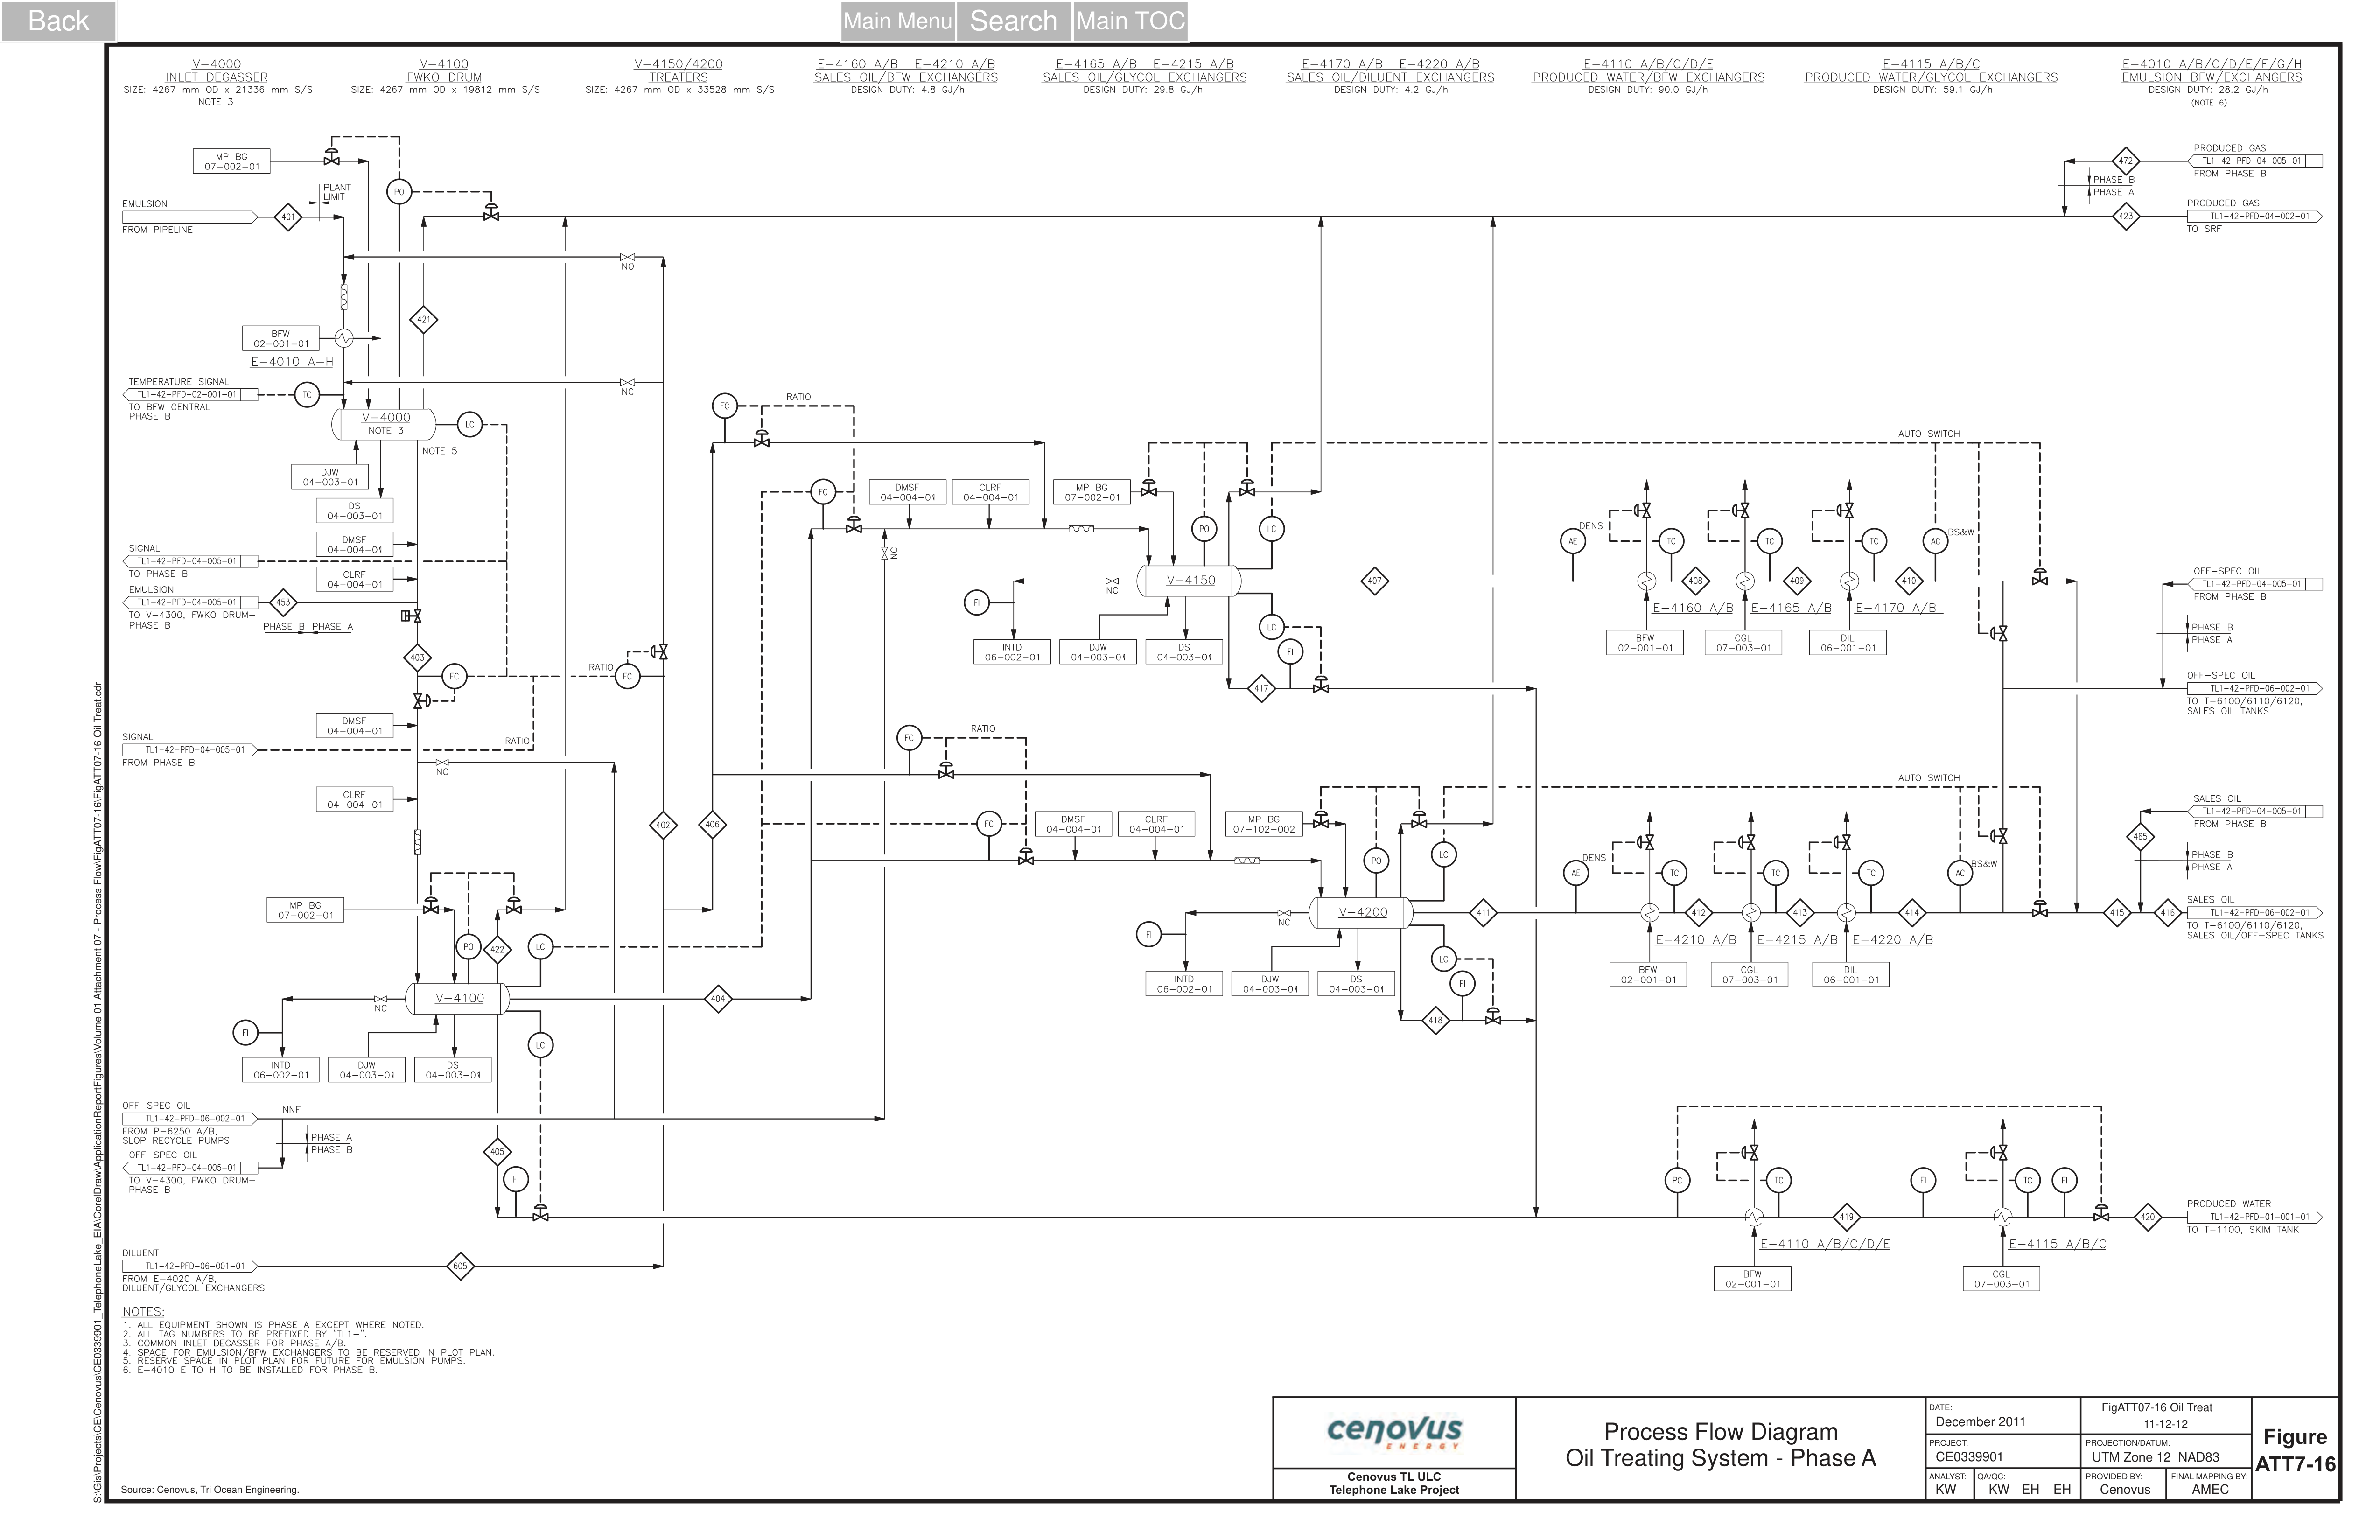 Back
Main Menu
Search
Main TOC
V-4000
INLET DEGASSER
SIZE: 4267 mm OD x 21336 mm S/S
NOTE 3
V-4100
FWKO DRUM
SIZE: 4267 mm OD x 19812 mm S/S
V-4150/4200
TREATERS
SIZE: 4267 mm OD x 33528 mm S/S
E-4160 A/B E-4210 A/B
SALES OIL/BFW EXCHANGERS
DESIGN DUTY: 4.8 GJ/h
E-4165 A/B E-4215 A/B
SALES OIL/GLYCOL EXCHANGERS
DESIGN DUTY: 29.8 GJ/h
E-4170 A/B E-4220 A/B
SALES OIL/DILUENT EXCHANGERS
DESIGN DUTY: 4.2 GJ/h
E-4110 A/B/C/D/E
PRODUCED WATER/BFW EXCHANGERS
DESIGN DUTY: 90.0 GJ/h
E-4115 A/B/C
PRODUCED WATER/GLYCOL EXCHANGERS
DESIGN DUTY: 59.1 GJ/h
E-4010 A/B/C/D/E/F/G/H
EMULSION BFW/EXCHANGERS
DESIGN DUTY: 28.2 GJ/h
(NOTE 6)
MP BG
07-002-01
PO
PLANT
LIMIT
EMULSION
401
FROM PIPELINE
NO
421
BFW
02-001-01
E-4010 A-H
TEMPERATURE SIGNAL
TL1-42-PFD-02-001-01
TO BFW CENTRAL
PHASE B
TC
NC
V-4000
NOTE 3
LC
NOTE 5
DJW
04-003-01
DS
04-003-01
DMSF
04-004-01
SIGNAL
TL1-42-PFD-04-005-01
TO PHASE B
CLRF
04-004-01
EMULSION
TL1-42-PFD-04-005-01
453
TO V-4300, FWKO DRUM-
PHASE B
PHASE B
PHASE A
403
FC
RATIO
FC
DMSF
04-004-01
SIGNAL
TL1-42-PFD-04-005-01
FROM PHASE B
RATIO
NC
CLRF
04-004-01
402
406
MP BG
07-002-01
PO
422
LC
V-4100
NC
404
FI
LC
INTD
06-002-01
DJW
04-003-01
DS
04-003-01
OFF-SPEC OIL
NNF
TL1-42-PFD-06-002-01
FROM P-6250 A/B,
SLOP RECYCLE PUMPS
PHASE A
PHASE B
OFF-SPEC OIL
TL1-42-PFD-04-005-01
TO V-4300, FWKO DRUM-
PHASE B
405
FI
DILUENT
TL1-42-PFD-06-001-01
605
FROM E-4020 A/B,
DILUENT/GLYCOL EXCHANGERS
FC
RATIO
FC
DMSF
04-004-01
CLRF
04-004-01
MP BG
07-002-01
NC
PO
LC
V-4150
NC
407
FI
LC
INTD
06-002-01
DJW
04-003-01
DS
04-003-01
FI
417
AUTO SWITCH
DENS
AE
TC
TC
TC
AC
BS&W
408
409
410
E-4160 A/B
E-4165 A/B
E-4170 A/B
BFW
02-001-01
CGL
07-003-01
DIL
06-001-01
FC
RATIO
FC
DMSF
04-004-01
CLRF
04-004-01
MP BG
07-102-002
PO
LC
V-4200
NC
411
FI
LC
INTD
06-002-01
DJW
04-003-01
DS
04-003-01
FI
418
AUTO SWITCH
DENS
AE
TC
TC
TC
AC
BS&W
412
413
414
E-4210 A/B
E-4215 A/B
E-4220 A/B
BFW
02-001-01
CGL
07-003-01
DIL
06-001-01
PRODUCED GAS
472
TL1-42-PFD-04-005-01
FROM PHASE B
PHASE B
PHASE A
PRODUCED GAS
423
TL1-42-PFD-04-002-01
TO SRF
OFF-SPEC OIL
TL1-42-PFD-04-005-01
FROM PHASE B
PHASE B
PHASE A
OFF-SPEC OIL
TL1-42-PFD-06-002-01
TO T-6100/6110/6120,
SALES OIL TANKS
SALES OIL
TL1-42-PFD-04-005-01
FROM PHASE B
465
PHASE B
PHASE A
SALES OIL
415
416
TL1-42-PFD-06-002-01
TO T-6100/6110/6120,
SALES OIL/OFF-SPEC TANKS
PC
TC
FI
TC
FI
419
420
PRODUCED WATER
TL1-42-PFD-01-001-01
TO T-1100, SKIM TANK
E-4110 A/B/C/D/E
E-4115 A/B/C
BFW
02-001-01
CGL
07-003-01
NOTES:
1. ALL EQUIPMENT SHOWN IS PHASE A EXCEPT WHERE NOTED.
2. ALL TAG NUMBERS TO BE PREFIXED BY "TL1-".
3. COMMON INLET DEGASSER FOR PHASE A/B.
4. SPACE FOR EMULSION/BFW EXCHANGERS TO BE RESERVED IN PLOT PLAN.
5. RESERVE SPACE IN PLOT PLAN FOR FUTURE FOR EMULSION PUMPS.
6. E-4010 E TO H TO BE INSTALLED FOR PHASE B.
Source: Cenovus, Tri Ocean Engineering.
S:\Gis\Projects\CE\Cenovus\CE0339901_TelephoneLake_EIA\CorelDraw\ApplicationReportFigures\Volume 01 Attachment 07 - Process Flow\FigATT07-16\FigATT07-16 Oil Treat.cdr
cenovus
ENERGY
Cenovus TL ULC
Telephone Lake Project
Process Flow Diagram
Oil Treating System - Phase A
DATE:
December 2011
FigATT07-16 Oil Treat
11-12-12
PROJECT:
CE0339901
PROJECTION/DATUM:
UTM Zone 12 NAD83
ANALYST:
KW
QA/QC:
KW EH EH
PROVIDED BY:
Cenovus
FINAL MAPPING BY:
AMEC
Figure
ATT7-16